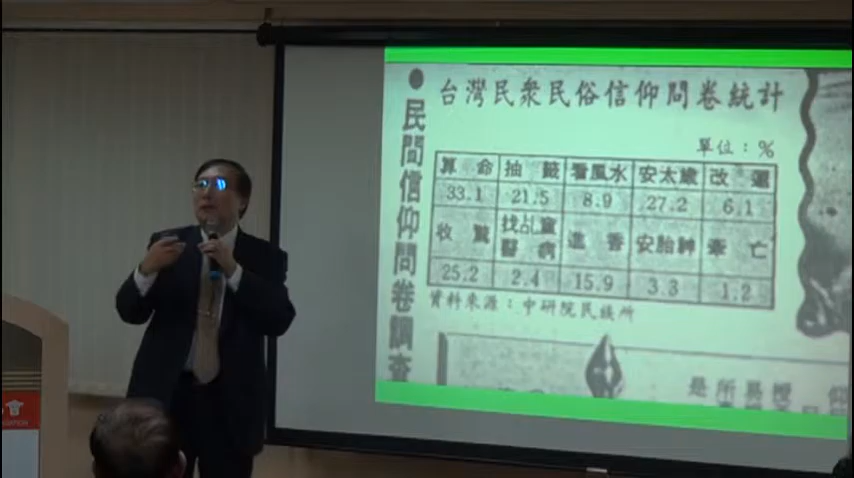 民間信仰問卷調查
台灣民眾民俗信仰問卷統計
單位：%
算命 抽籤 看風水 安太歲 改運
33.1 21.5 8.9 27.2 6.1
收驚 找乩童醫病 進香 安胎神 牽亡
25.2 2.4 15.9 3.3 1.2
資料來源：中研院民族所